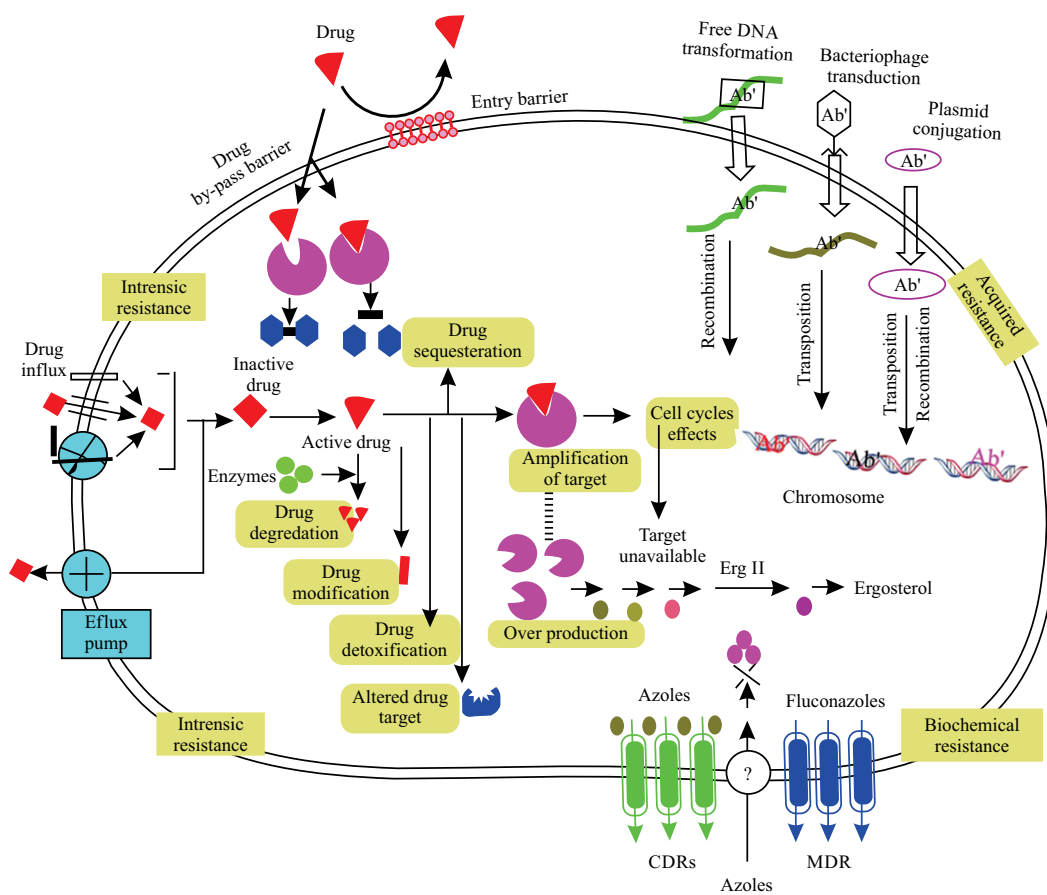 Drug
Entry barrier
Drug
by-pass barrier
Free DNA
transformation
Ab'
Bacteriophage
transduction
Ab'
Plasmid
conjugation
Ab'
Ab'
Ab'
Ab'
Recombination
Transposition
Transposition
Recombination
Acquired
resistance
Intrensic
resistance
Drug
influx
Inactive
drug
Active drug
Enzymes
Drug
sequesteration
Cell cycles
effects
Amplification
of target
Drug
degredation
Drug
modification
Drug
detoxification
Altered drug
target
Ab'
Ab'
Ab'
Chromosome
Target
unavailable
Erg II
Ergosterol
Over production
Eflux
pump
Intrensic
resistance
Azoles
Fluconazoles
Biochemical
resistance
?
CDRs
MDR
Azoles